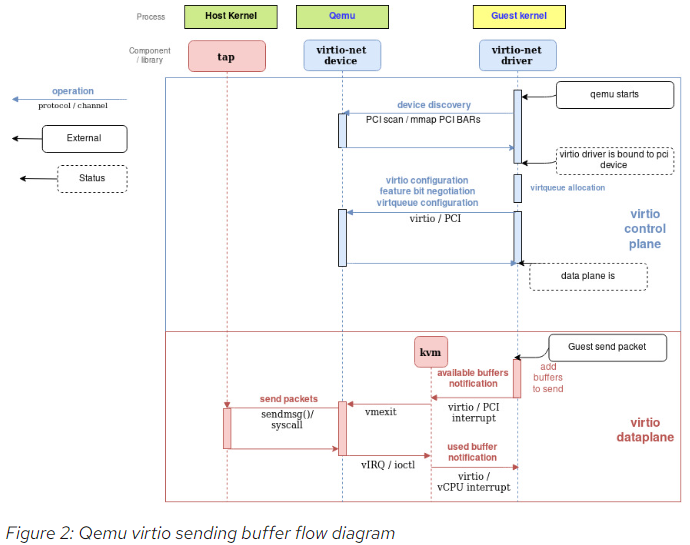 Process
Host Kernel
Qemu
Guest kernel
Component
/ library
tap
virtio-net
device
virtio-net
driver
operation
protocol / channel
External
Status
qemu starts
device discovery
PCI scan / mmap PCI BARs
virtio driver is bound to pci
device
virtio configuration
feature bit negotiation
virtqueue configuration
virtio / PCI
virtqueue allocation
virtio
control
plane
data plane is
kvm
Guest send packet
available buffers
notification
add
buffers
to send
send packets
sendmsg()/
syscall
vmexit
virtio / PCI
interrupt
virtio
dataplane
used buffer
notification
vIRQ / ioctl
virtio /
vCPU interrupt
Figure 2: Qemu virtio sending buffer flow diagram